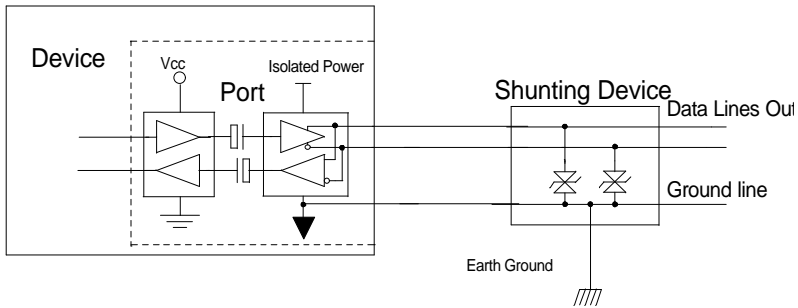 Device
Vcc
Port
Isolated Power
Shunting Device
Data Lines Out
Ground line
Earth Ground